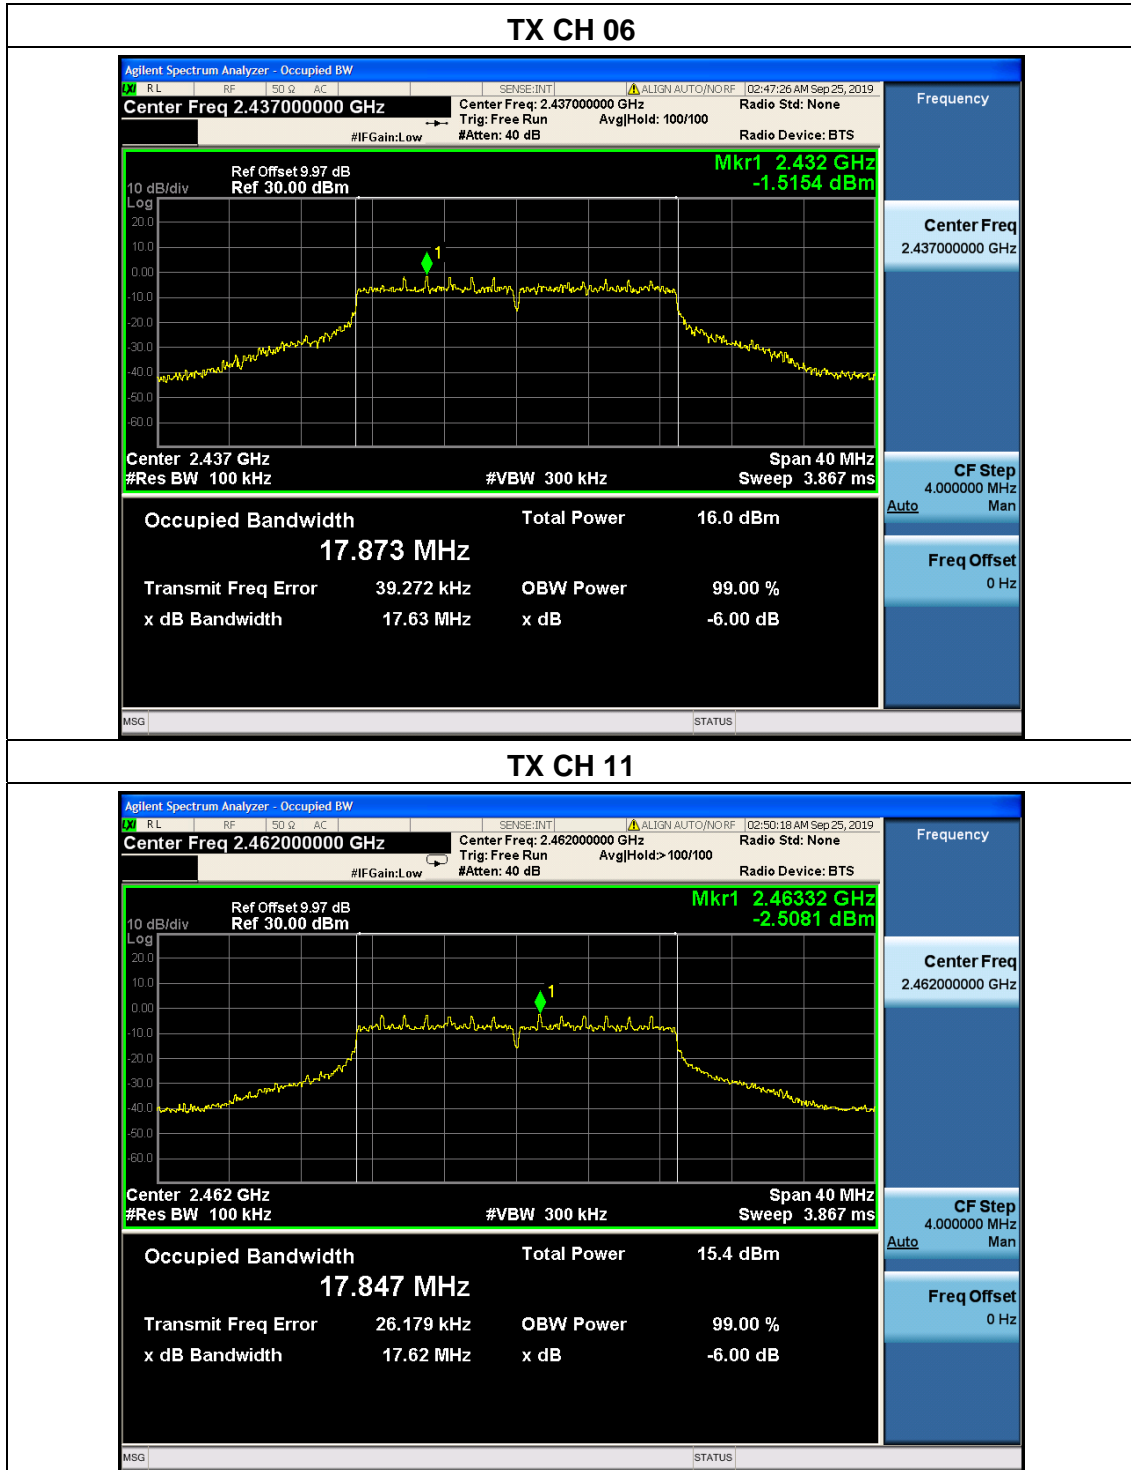 TX CH 06
Agilent Spectrum Analyzer - Occupied BW
LXI RL RF 50 Ω AC SENSE:INT ALIGN AUTO/NO RF 02:47:26 AM Sep 25, 2019
Center Freq 2.437000000 GHz
Center Freq: 2.437000000 GHz Radio Std: None
Trig: Free Run Avg|Hold: 100/100
#IFGain:Low #Atten: 40 dB Radio Device: BTS
Mkr1 2.432 GHz
-1.5154 dBm
Ref Offset 9.97 dB
10 dB/div Ref 30.00 dBm
Log
20.0
10.0
0.00
-10.0
-20.0
-30.0
-40.0
-50.0
-60.0
1
Center 2.437 GHz Span 40 MHz
#Res BW 100 kHz #VBW 300 kHz Sweep 3.867 ms
Occupied Bandwidth Total Power 16.0 dBm
17.873 MHz
Transmit Freq Error 39.272 kHz OBW Power 99.00 %
x dB Bandwidth 17.63 MHz x dB -6.00 dB
MSG STATUS
Frequency
Center Freq
2.437000000 GHz
CF Step
4.000000 MHz
Auto Man
Freq Offset
0 Hz
TX CH 11
Agilent Spectrum Analyzer - Occupied BW
LXI RL RF 50 Ω AC SENSE:INT ALIGN AUTO/NO RF 02:50:18 AM Sep 25, 2019
Center Freq 2.462000000 GHz
Center Freq: 2.462000000 GHz Radio Std: None
Trig: Free Run Avg|Hold:> 100/100
#IFGain:Low #Atten: 40 dB Radio Device: BTS
Mkr1 2.46332 GHz
-2.5081 dBm
Ref Offset 9.97 dB
10 dB/div Ref 30.00 dBm
Log
20.0
10.0
0.00
-10.0
-20.0
-30.0
-40.0
-50.0
-60.0
1
Center 2.462 GHz Span 40 MHz
#Res BW 100 kHz #VBW 300 kHz Sweep 3.867 ms
Occupied Bandwidth Total Power 15.4 dBm
17.847 MHz
Transmit Freq Error 26.179 kHz OBW Power 99.00 %
x dB Bandwidth 17.62 MHz x dB -6.00 dB
MSG STATUS
Frequency
Center Freq
2.462000000 GHz
CF Step
4.000000 MHz
Auto Man
Freq Offset
0 Hz